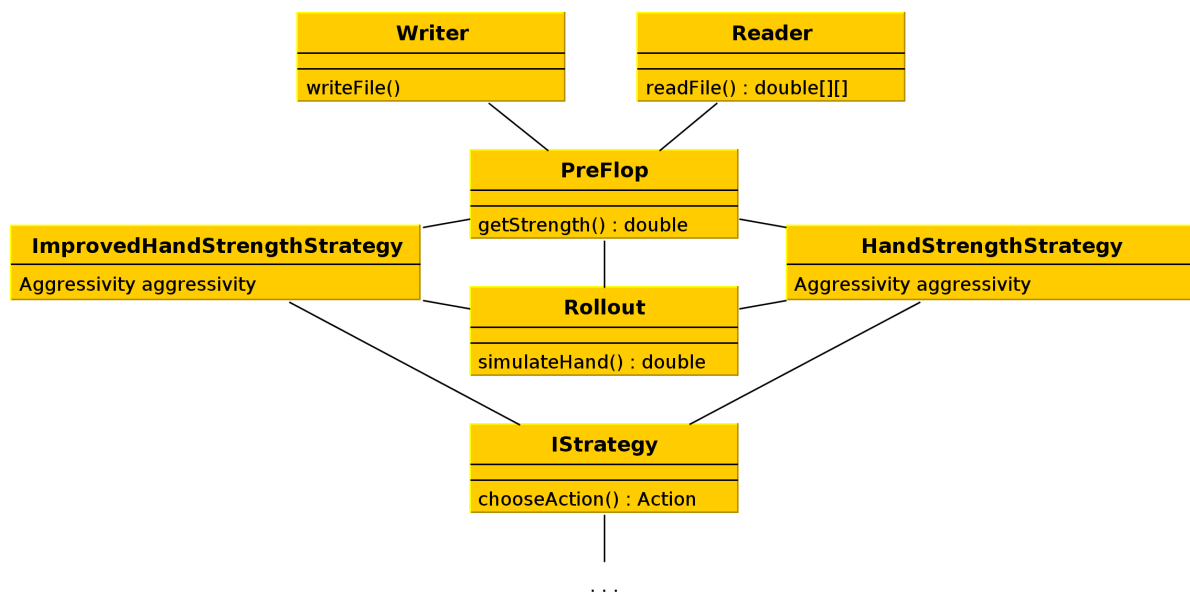 Writer
writeFile()
Reader
readFile() : double[][]
PreFlop
getStrength() : double
ImprovedHandStrengthStrategy
Aggressivity aggressivity
HandStrengthStrategy
Aggressivity aggressivity
Rollout
simulateHand() : double
IStrategy
chooseAction() : Action
. . .